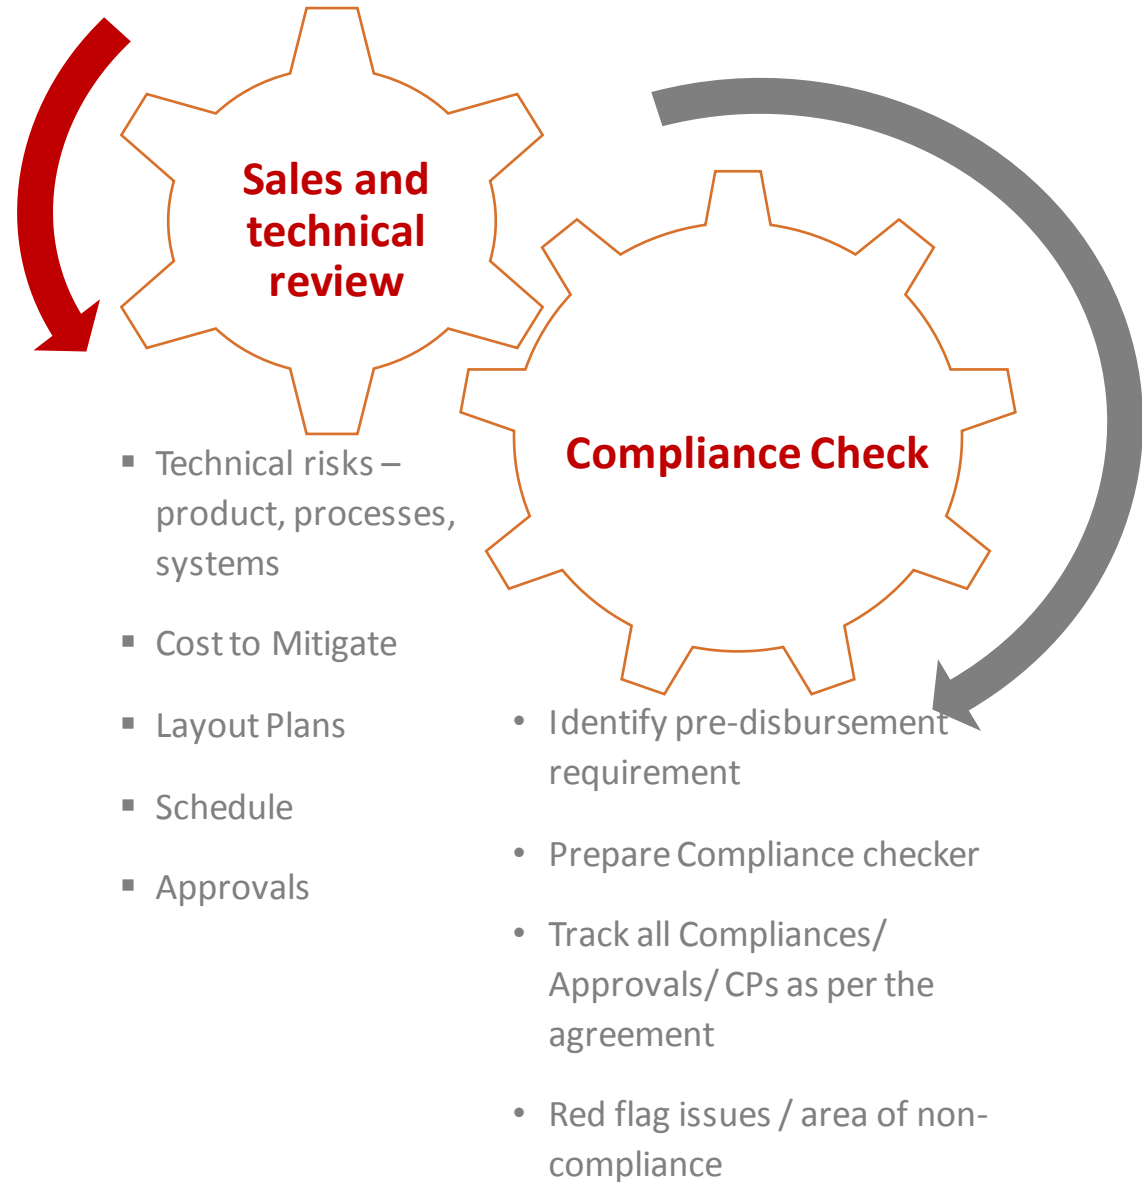 Sales and
technical
review
Compliance Check
▪ Technical risks –
product, processes,
systems
▪ Cost to Mitigate
▪ Layout Plans
▪ Schedule
▪ Approvals
• Identify pre-disbursement
requirement
• Prepare Compliance checker
• Track all Compliances/
Approvals/ CPs as per the
agreement
• Red flag issues / area of non-
compliance